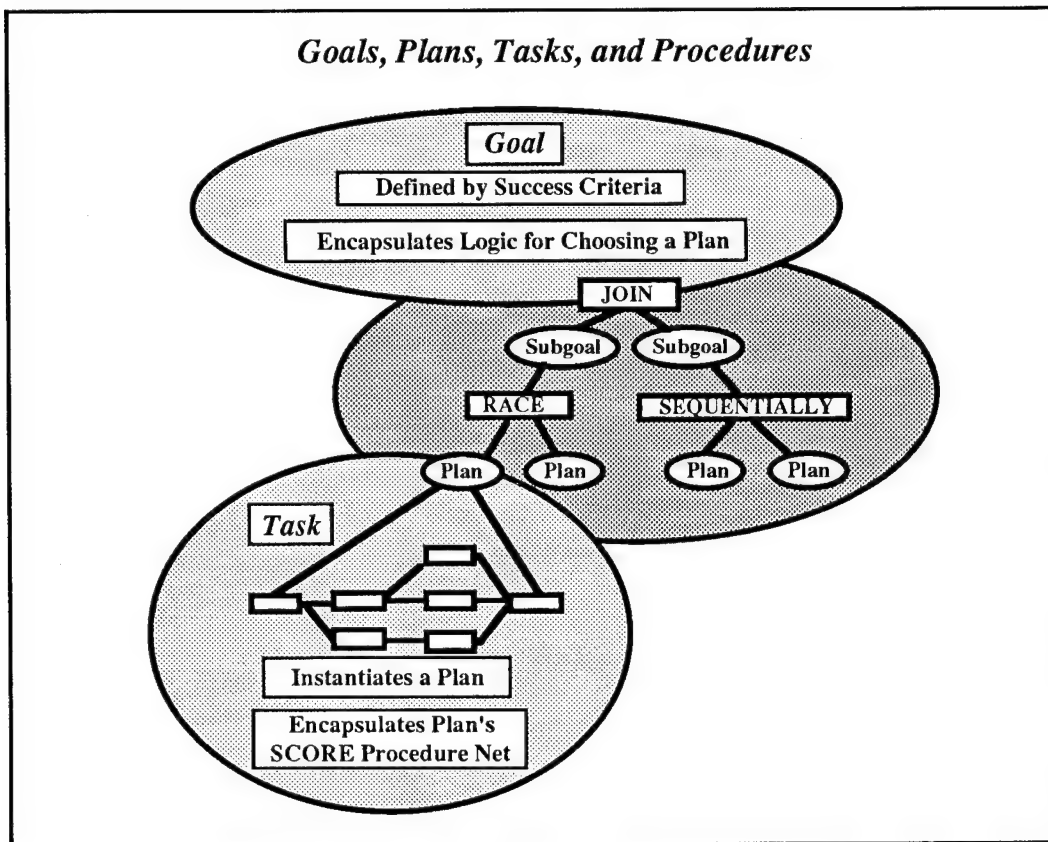 Goals, Plans, Tasks, and Procedures
Goal
Defined by Success Criteria
Encapsulates Logic for Choosing a Plan
JOIN
Subgoal
Subgoal
RACE
SEQUENTIALLY
Plan
Plan
Plan
Plan
Task
Instantiates a Plan
Encapsulates Plan's
SCORE Procedure Net